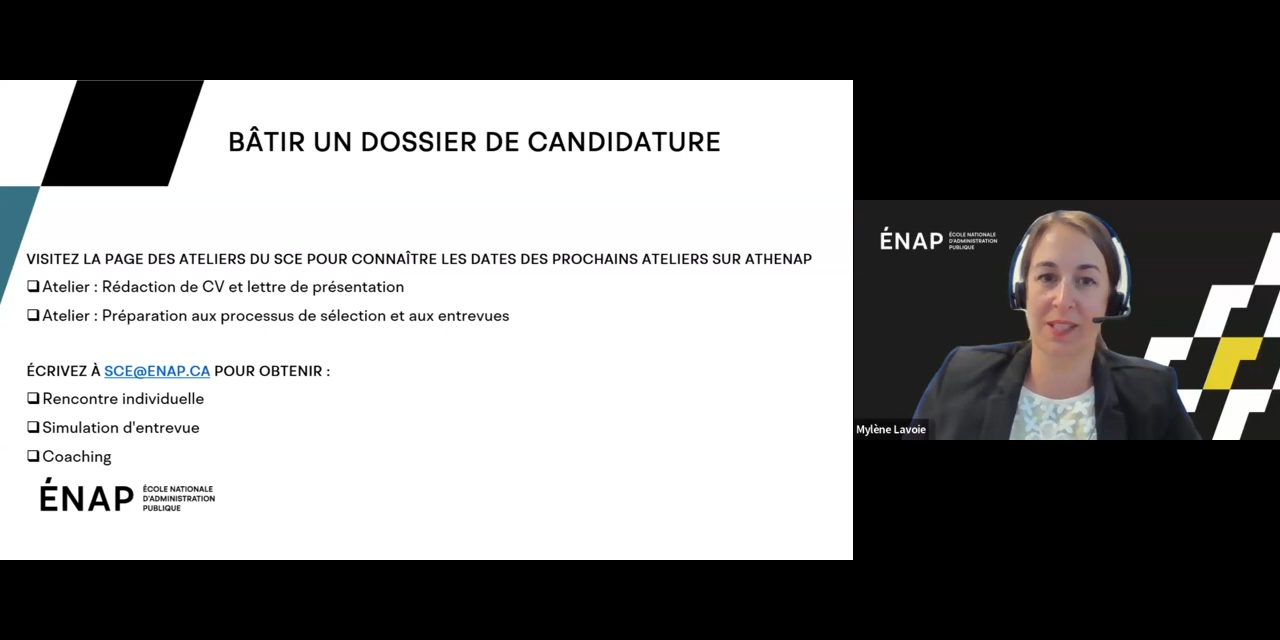 BÂTIR UN DOSSIER DE CANDIDATURE
VISITEZ LA PAGE DES ATELIERS DU SCE POUR CONNAÎTRE LES DATES DES PROCHAINS ATELIERS SUR ATHENAP
❑ Atelier : Rédaction de CV et lettre de présentation
❑ Atelier : Préparation aux processus de sélection et aux entrevues
ÉCRIVEZ À SCE@ENAP.CA POUR OBTENIR :
❑ Rencontre individuelle
❑ Simulation d'entrevue
❑ Coaching
ÉNAP
ÉCOLE NATIONALE
D'ADMINISTRATION
PUBLIQUE
ÉNAP
ÉCOLE NATIONALE
D'ADMINISTRATION
PUBLIQUE
Mylène Lavoie